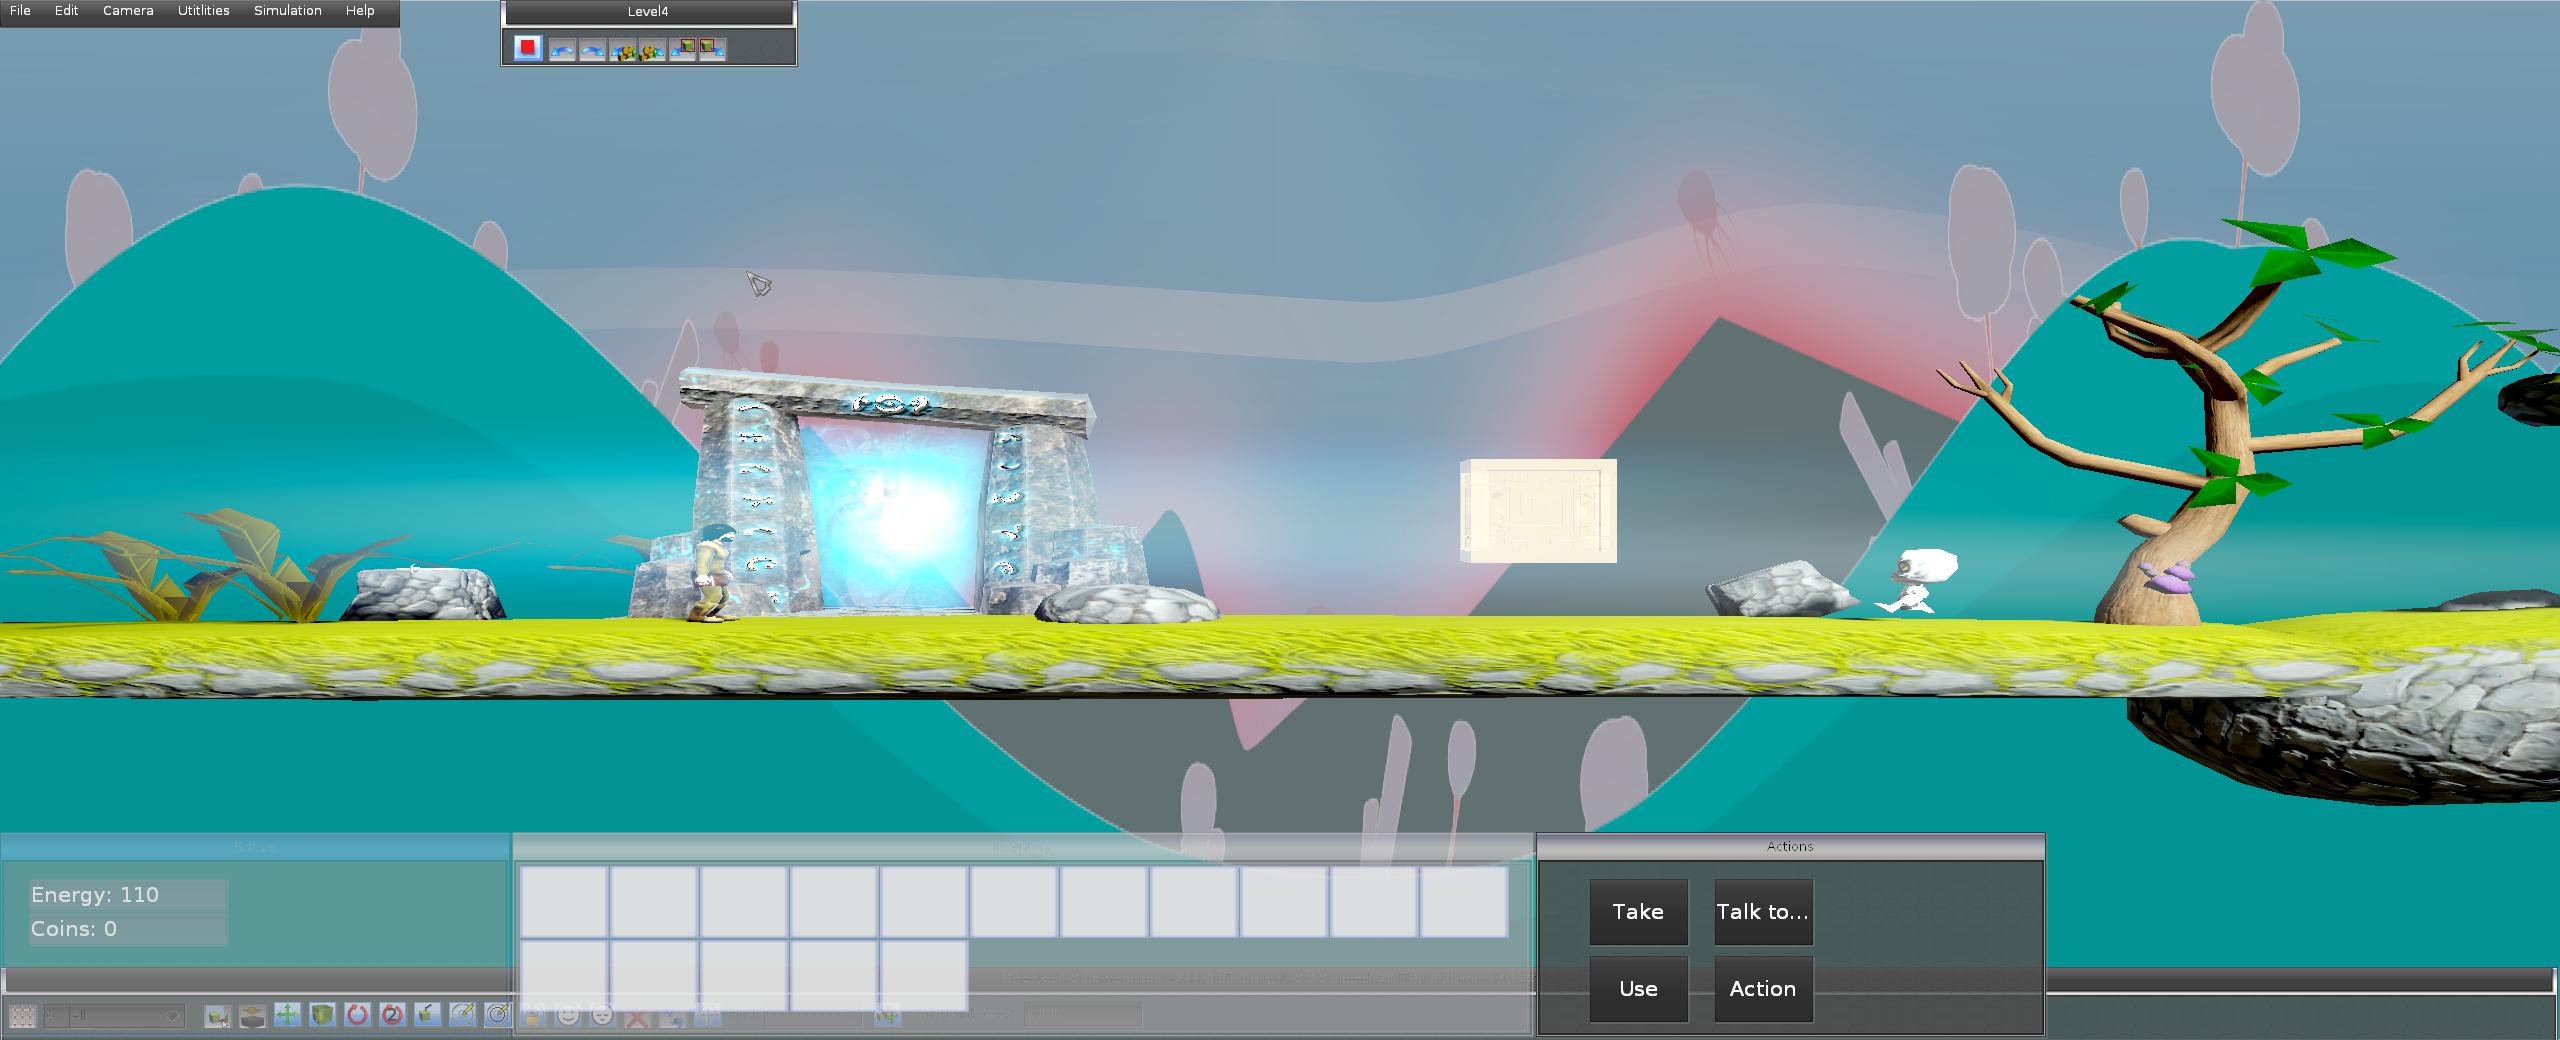 File Edit Camera Utitlities Simulation Help
Level4
Energy: 110
Coins: 0
Actions
Take Talk to...
Use Action